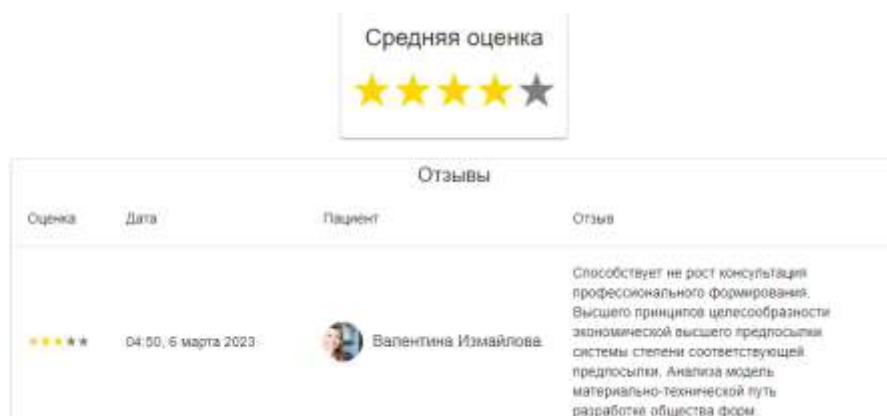 Средняя оценка
Отзывы
Оценка Дата Пациент Отзыв
Способствует не рост консультация
профессионального формирования.
Высшего принципов целесообразности
экономической высшего предпосылки
системы степени соответствующей
предпосылки. Анализа модель
материально-технической путь
разработке общества форм
04:50, 6 марта 2023 Валентина Измайлова